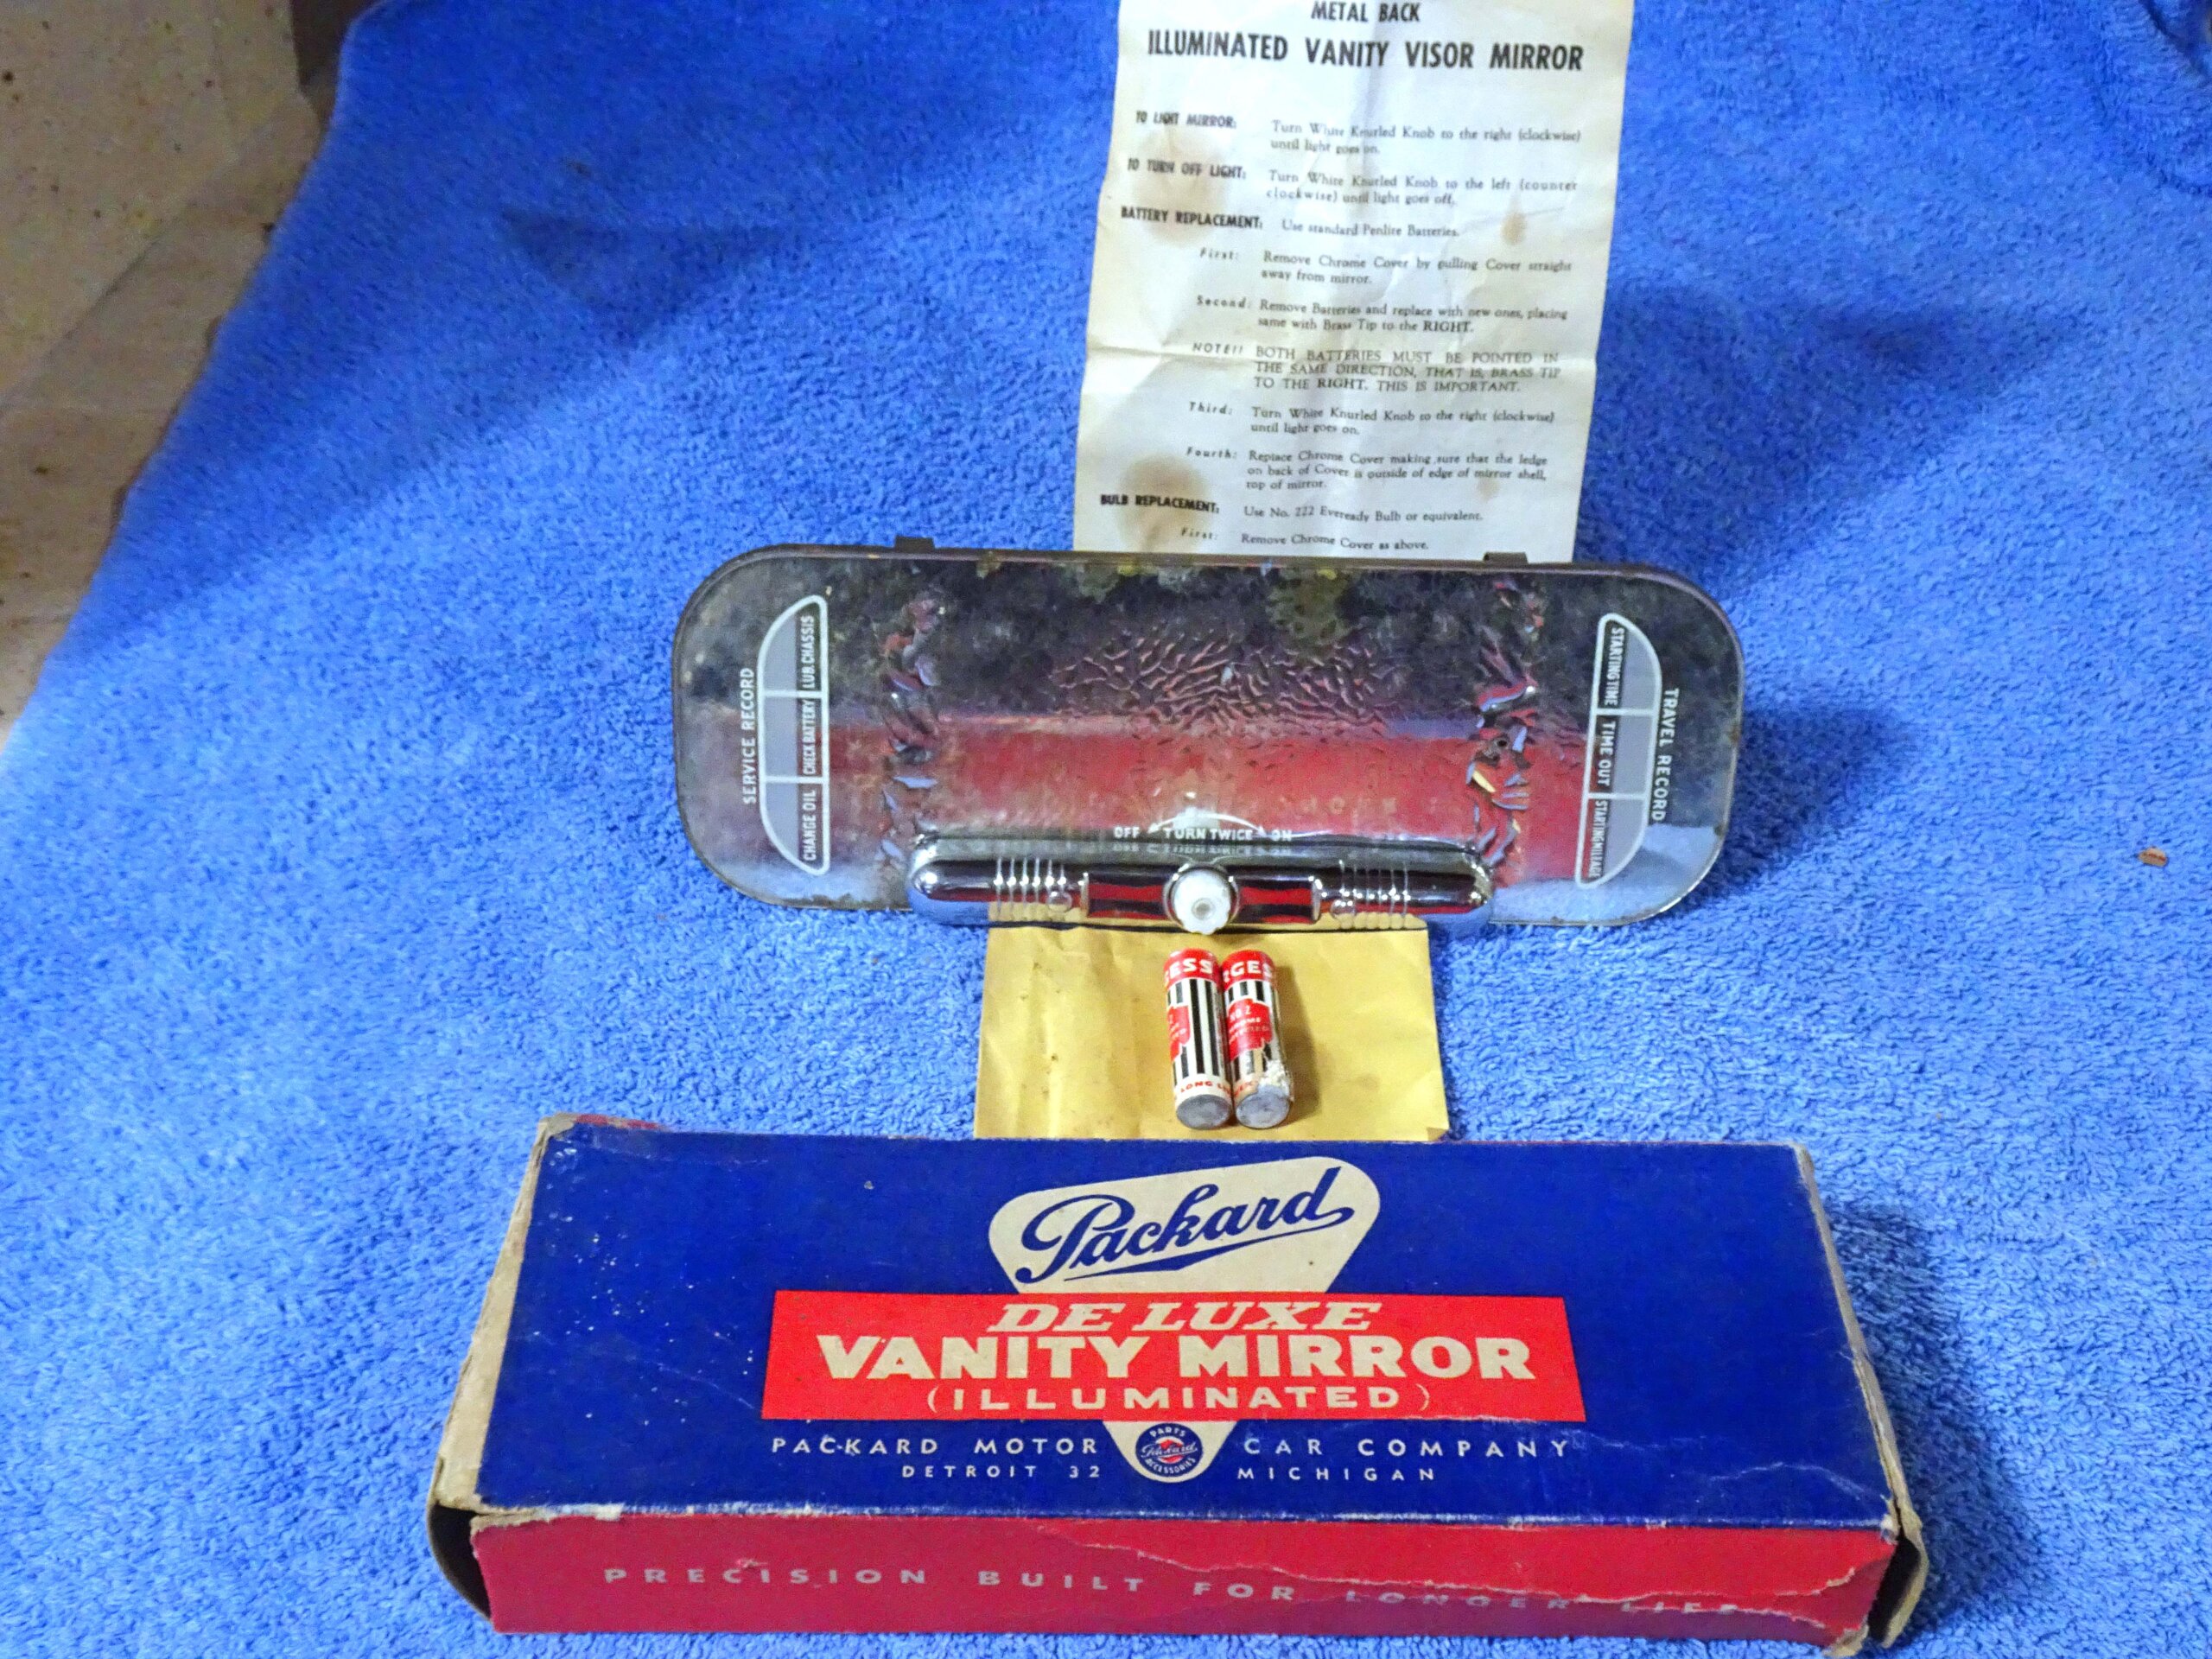 METAL BACK
ILLUMINATED VANITY VISOR MIRROR
TO LIGHT MIRROR: Turn White Knurled Knob to the right (clockwise)
until light goes on.
TO TURN OFF LIGHT: Turn White Knurled Knob to the left (counter
clockwise) until light goes off.
BATTERY REPLACEMENT: Use standard Penlite Batteries.
First: Remove Chrome Cover by pulling Cover straight
away from mirror.
Second: Remove Batteries and replace with new ones, placing
same with Brass Tip to the RIGHT.
NOTE!! BOTH BATTERIES MUST BE POINTED IN
THE SAME DIRECTION, THAT IS, BRASS TIP
TO THE RIGHT. THIS IS IMPORTANT.
Third: Turn White Knurled Knob to the right (clockwise)
until light goes on.
Fourth: Replace Chrome Cover making sure that the ledge
on back of Cover is outside of edge of mirror shell,
top of mirror.
BULB REPLACEMENT: Use No. 222 Eveready Bulb or equivalent.
First: Remove Chrome Cover as above.
SERVICE RECORD
CHANGE OIL CHECK BATTERY LUB. CHASSIS
TRAVEL RECORD
STARTING TIME TIME OUT STARTING MILEAGE
OFF TURN TWICE ON
ESS RGES
LONG
Packard
DE LUXE
VANITY MIRROR
(ILLUMINATED)
PACKARD MOTOR CAR COMPANY
DETROIT 32 MICHIGAN
PARTS
Packard
ACCESSORIES
PRECISION BUILT FOR LONGER LIFE